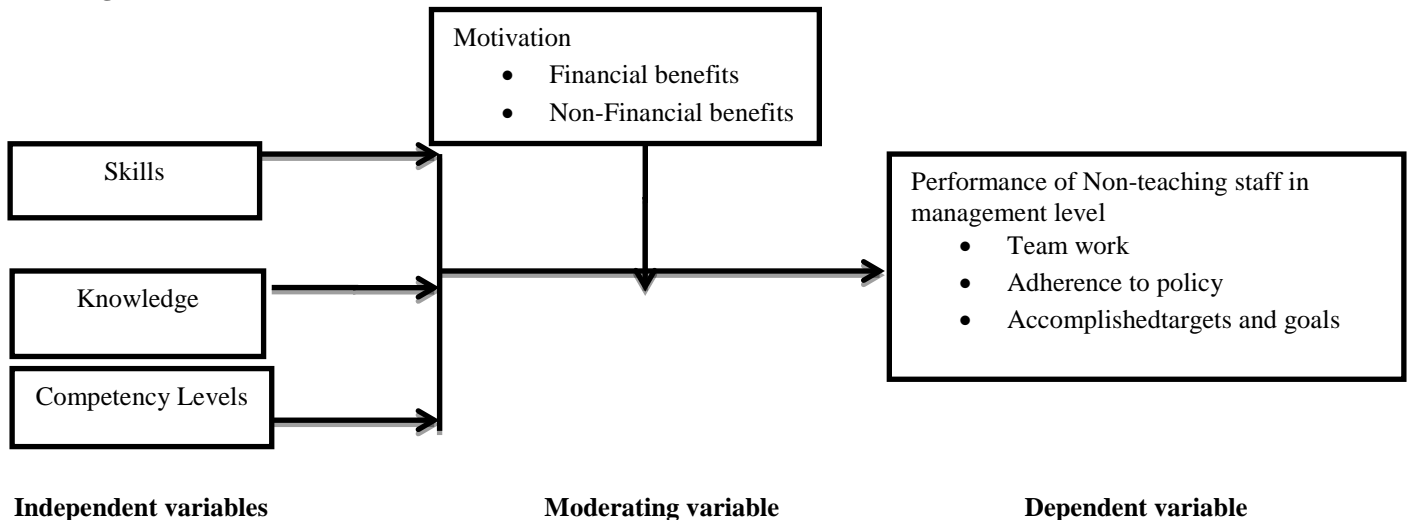 Motivation
• Financial benefits
• Non-Financial benefits
Skills
Knowledge
Competency Levels
Performance of Non-teaching staff in
management level
• Team work
• Adherence to policy
• Accomplishedtargets and goals
Independent variables
Moderating variable
Dependent variable